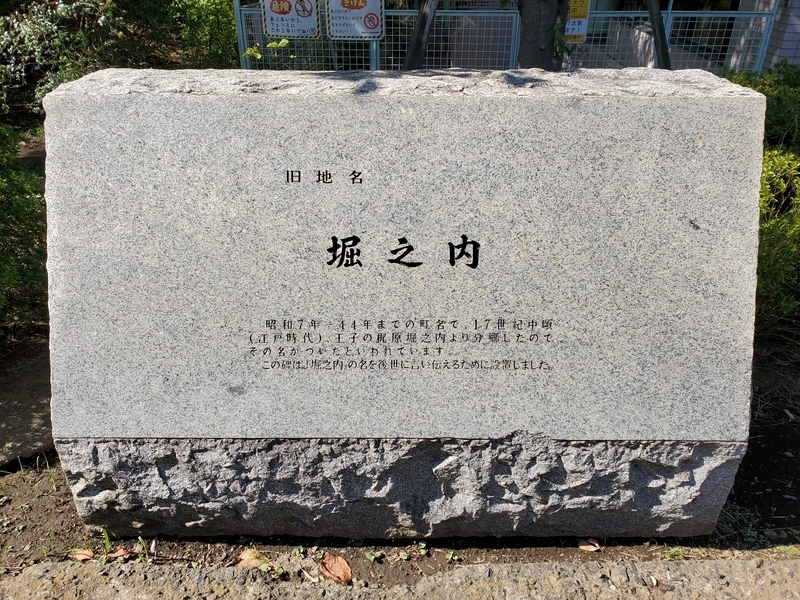 旧地名
堀之内
昭和7年－44年までの町名で、17世紀中頃
(江戸時代)、王子の梶原堀之内より分郷したので
その名がついたといわれています。
この碑は、「堀之内」の名を後世に言い伝えるために設置しました。